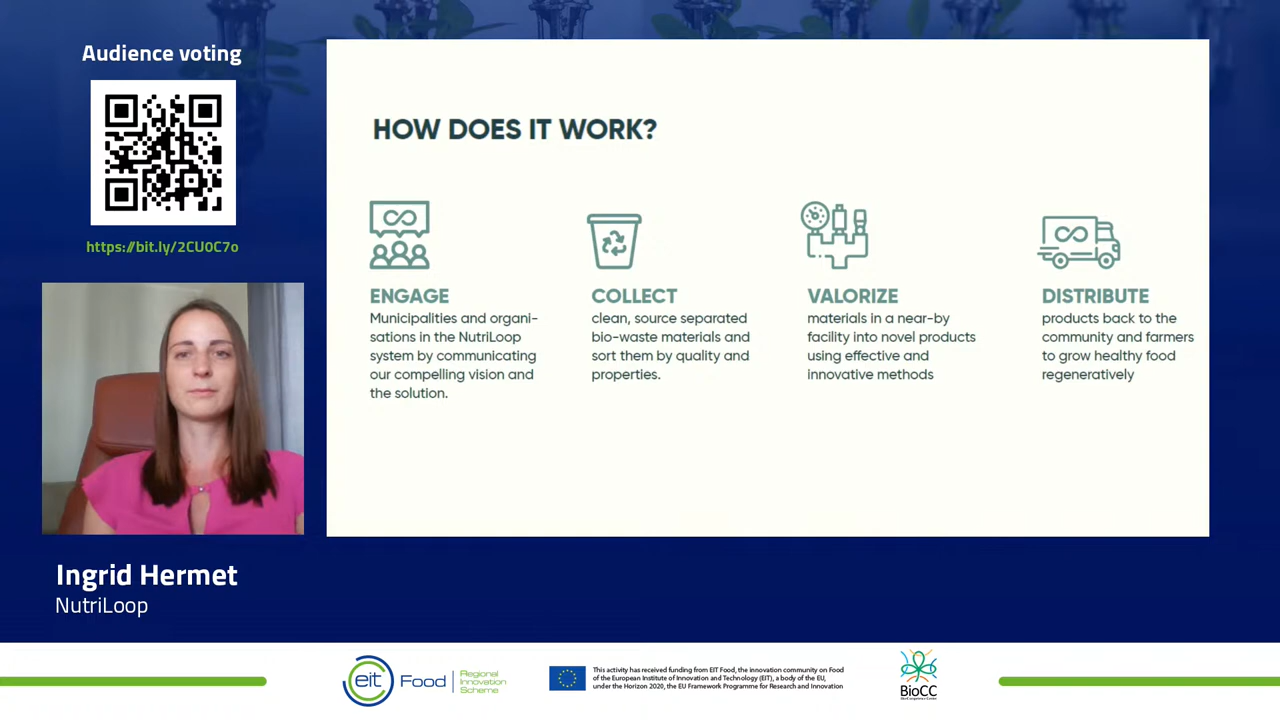 Audience voting
https://bit.ly/2CU0C7o
HOW DOES IT WORK?
ENGAGE
Municipalities and organi-
sations in the NutriLoop
system by communicating
our compelling vision and
the solution.
COLLECT
clean, source separated
bio-waste materials and
sort them by quality and
properties.
VALORIZE
materials in a near-by
facility into novel products
using effective and
innovative methods
DISTRIBUTE
products back to the
community and farmers
to grow healthy food
regeneratively
Ingrid Hermet
NutriLoop
eit Food
Regional
Innovation
Scheme
This activity has received funding from EIT Food, the innovation community on Food
of the European Institute of Innovation and Technology (EIT), a body of the EU,
under the Horizon 2020, the EU Framework Programme for Research and Innovation
BioCC